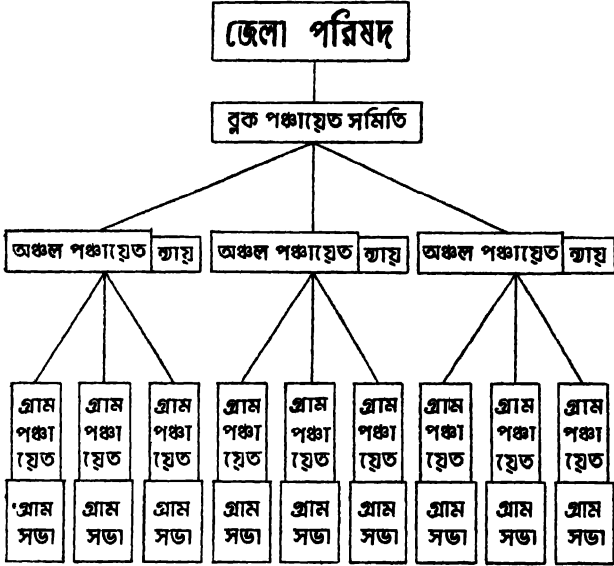 জেলা পরিষদ
ব্লক পঞ্চায়েত সমিতি
অঞ্চল পঞ্চায়েত ন্যায় অঞ্চল পঞ্চায়েত ন্যায় অঞ্চল পঞ্চায়েত ন্যায়
গ্রাম গ্রাম গ্রাম গ্রাম গ্রাম গ্রাম গ্রাম গ্রাম গ্রাম
পঞ্চা পঞ্চা পঞ্চা পঞ্চা পঞ্চা পঞ্চা পঞ্চা পঞ্চা পঞ্চা
য়েত য়েত য়েত য়েত য়েত য়েত য়েত য়েত য়েত
গ্রাম গ্রাম গ্রাম গ্রাম গ্রাম গ্রাম গ্রাম গ্রাম গ্রাম
সভা সভা সভা সভা সভা সভা সভা সভা সভা